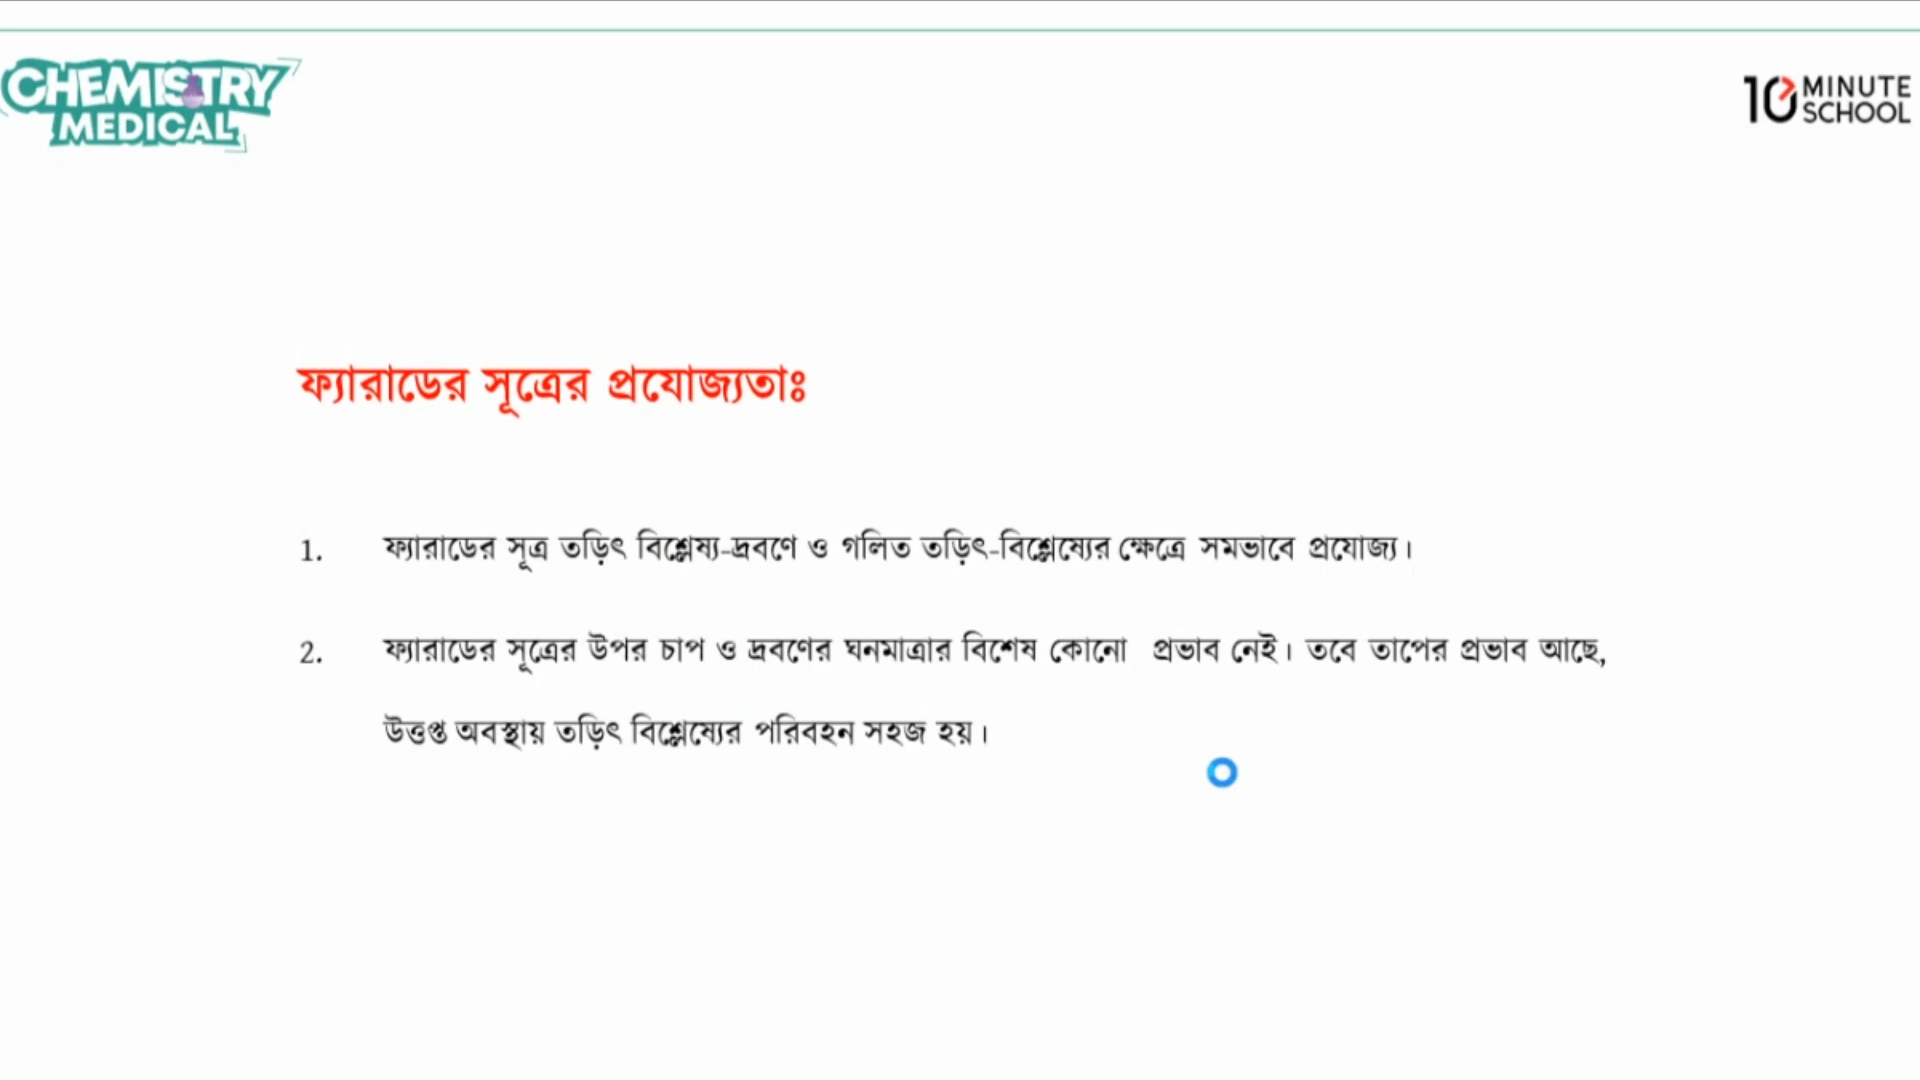 CHEMISTRY
MEDICAL
10 MINUTE
SCHOOL
ফ্যারাডের সূত্রের প্রযোজ্যতাঃ
1. ফ্যারাডের সূত্র তড়িৎ বিশ্লেষ্য-দ্রবণে ও গলিত তড়িৎ-বিশ্লেষ্যের ক্ষেত্রে সমভাবে প্রযোজ্য।
2. ফ্যারাডের সূত্রের উপর চাপ ও দ্রবণের ঘনমাত্রার বিশেষ কোনো প্রভাব নেই। তবে তাপের প্রভাব আছে,
উত্তপ্ত অবস্থায় তড়িৎ বিশ্লেষ্যের পরিবহন সহজ হয়।